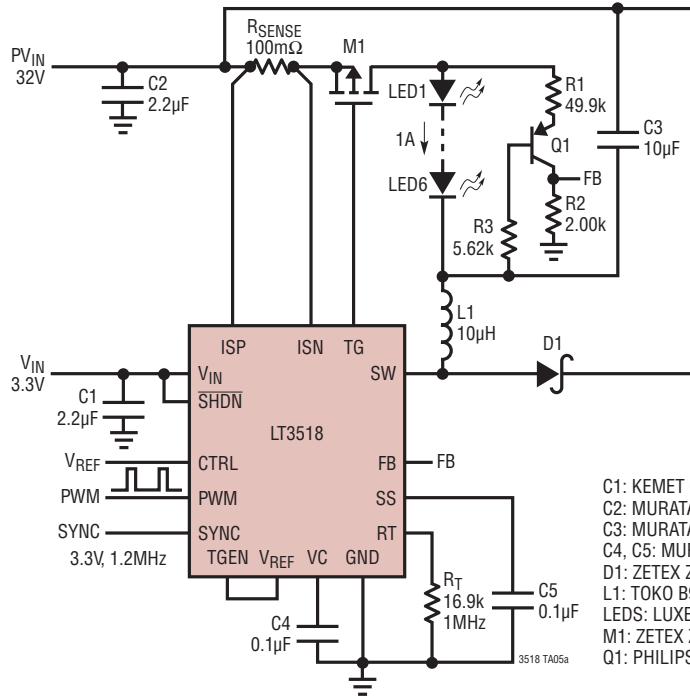 PVIN
32V
C2
2.2µF
RSENSE
100mΩ
M1
LED1
1A
LED6
R1
49.9k
Q1
FB
R2
2.00k
R3
5.62k
C3
10µF
L1
10µH
D1
VIN
3.3V
C1
2.2µF
ISP ISN TG
VIN
SHDN
SW
LT3518
VREF
CTRL
FB
FB
PWM
PWM
SS
SYNC
SYNC
RT
3.3V, 1.2MHz
TGEN VREF VC GND
C4
0.1µF
RT
16.9k
1MHz
C5
0.1µF
3518 TA05a
C1: KEMET
C2: MURATA
C3: MURATA
C4, C5: MUR
D1: ZETEX Z
L1: TOKO B9
LEDS: LUXE
M1: ZETEX Z
Q1: PHILIPS